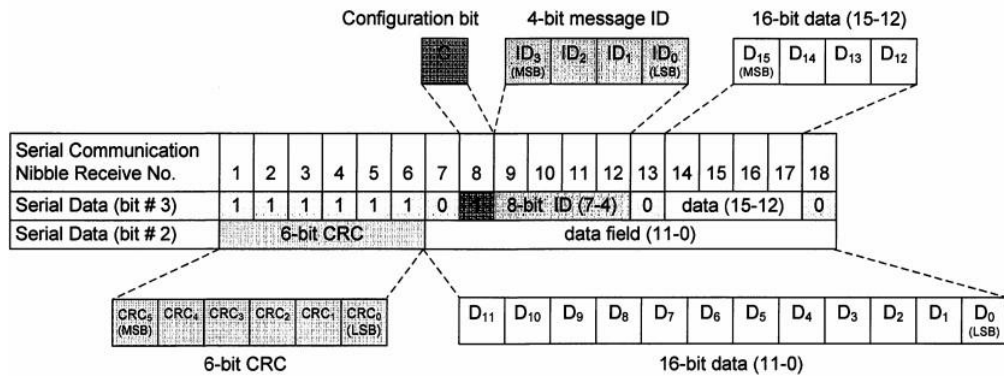 Configuration bit 4-bit message ID 16-bit data (15-12)
C ID3 ID2 ID1 ID0 D15 D14 D13 D12
(MSB) (LSB) (MSB)
Serial Communication
Nibble Receive No. 1 2 3 4 5 6 7 8 9 10 11 12 13 14 15 16 17 18
Serial Data (bit # 3) 1 1 1 1 1 1 0 1 8-bit ID (7-4) 0 data (15-12) 0
Serial Data (bit # 2) 6-bit CRC data field (11-0)
CRC5 CRC4 CRC3 CRC2 CRC1 CRC0 D11 D10 D9 D8 D7 D6 D5 D4 D3 D2 D1 D0
(MSB) (LSB) (LSB)
6-bit CRC 16-bit data (11-0)